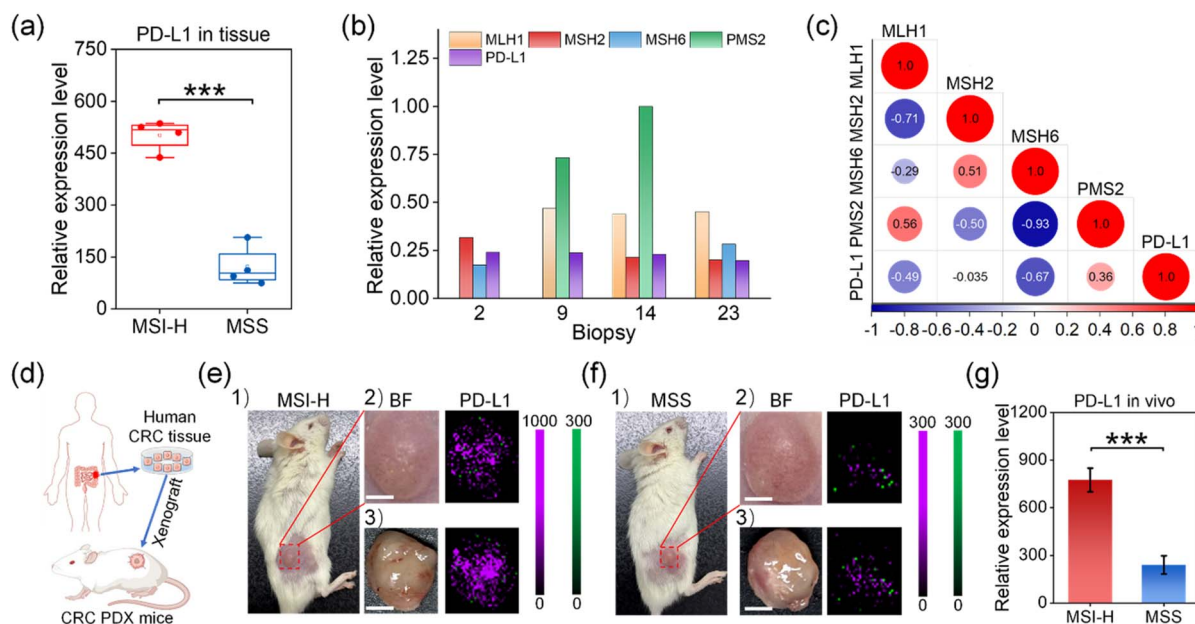 (a)
PD-L1 in tissue
Relative expression level
750
600
450
300
150
0
***
MSI-H MSS
(b)
MLH1 MSH2 MSH6 PMS2
PD-L1
Relative expression level
1.25
1.00
0.75
0.50
0.25
0.00
2 9 14 23
Biopsy
(c)
MLH1
MSH2
MSH6
PMS2
PD-L1
PD-L1 PMS2 MSH6 MSH2 MLH1
1.0
-0.71 1.0
-0.29 0.51 1.0
0.56 -0.50 -0.93 1.0
-0.49 -0.035 -0.67 0.36 1.0
-1 -0.8 -0.6 -0.4 -0.2 0 0.2 0.4 0.6 0.8 1
(d)
Human
CRC tissue
Xenograft
CRC PDX mice
(e)
1) MSI-H 2) BF PD-L1
1000 300
3)
0 0
(f)
1) MSS 2) BF PD-L1
300 300
3)
0 0
(g)
PD-L1 in vivo
Relative expression level
1200
900
600
300
0
***
MSI-H MSS